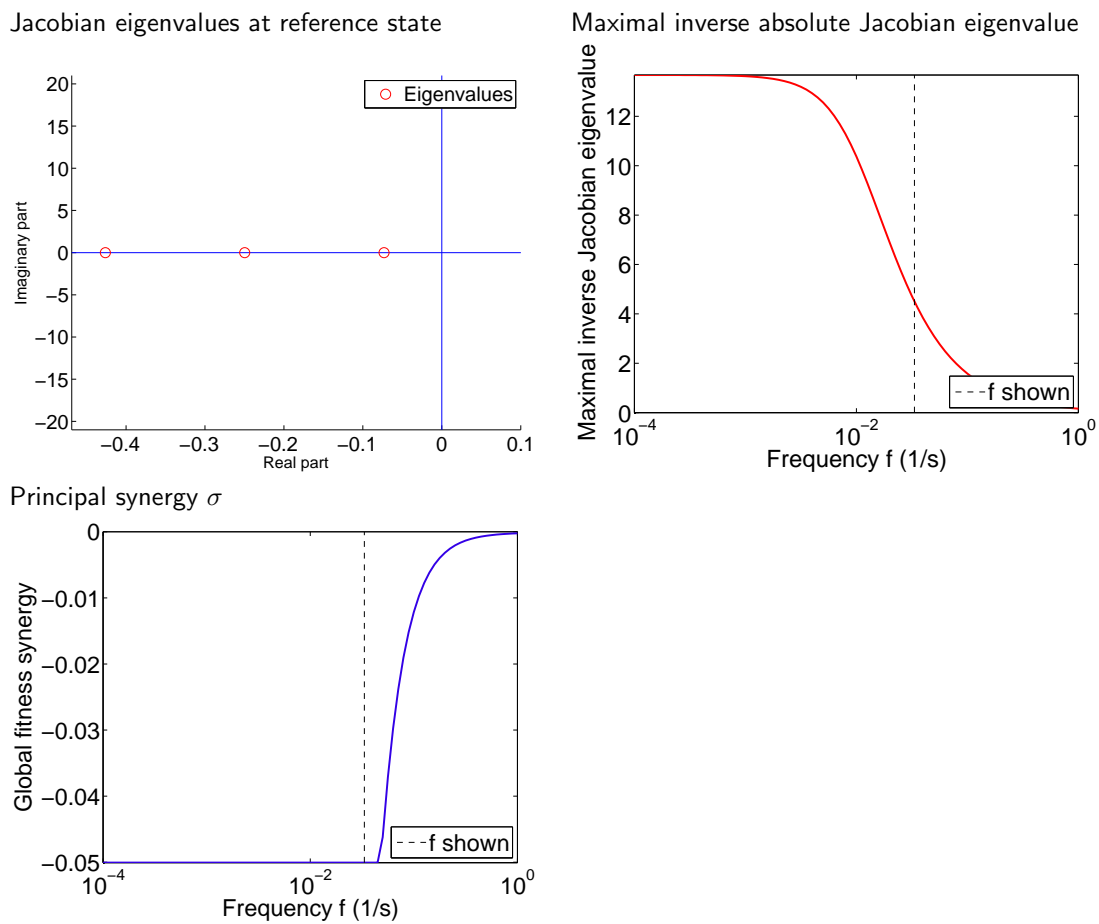 Jacobian eigenvalues at reference state
20
15
10
5
0
−5
−10
−15
−20
Imaginary part
−0.4
−0.3
−0.2
−0.1
0
0.1
Real part
Eigenvalues
Maximal inverse absolute Jacobian eigenvalue
12
10
8
6
4
2
0
Maximal inverse Jacobian eigenvalue
10^−4
10^−2
10^0
Frequency f (1/s)
f shown
Principal synergy σ
0
−0.01
−0.02
−0.03
−0.04
−0.05
Global fitness synergy
10^−4
10^−2
10^0
Frequency f (1/s)
f shown